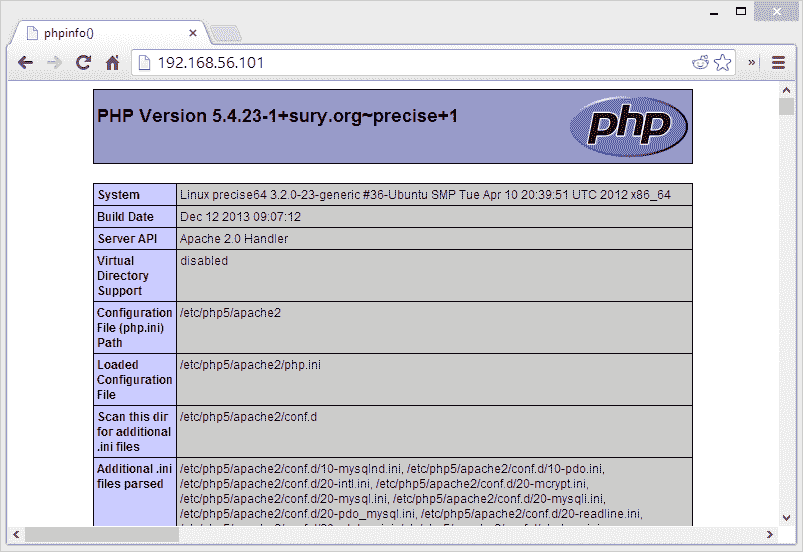 phpinfo()
192.168.56.101
PHP Version 5.4.23-1+sury.org~precise+1
php
System
Linux precise64 3.2.0-23-generic #36-Ubuntu SMP Tue Apr 10 20:39:51 UTC 2012 x86_64
Build Date
Dec 12 2013 09:07:12
Server API
Apache 2.0 Handler
Virtual
Directory
Support
disabled
Configuration
File (php.ini)
Path
/etc/php5/apache2
Loaded
Configuration
File
/etc/php5/apache2/php.ini
Scan this dir
for additional
.ini files
/etc/php5/apache2/conf.d
Additional .ini
files parsed
/etc/php5/apache2/conf.d/10-mysqlnd.ini, /etc/php5/apache2/conf.d/10-pdo.ini,
/etc/php5/apache2/conf.d/20-intl.ini, /etc/php5/apache2/conf.d/20-mcrypt.ini,
/etc/php5/apache2/conf.d/20-mysql.ini, /etc/php5/apache2/conf.d/20-mysqli.ini,
/etc/php5/apache2/conf.d/20-pdo_mysql.ini, /etc/php5/apache2/conf.d/20-readline.ini,